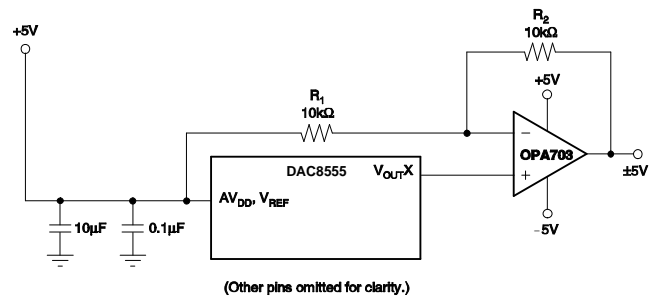 +5V
R2
10kΩ
+5V
R1
10kΩ
−
OPA703
+
±5V
DAC8555
VOUTX
AVDD, VREF
10µF
0.1µF
−5V
(Other pins omitted for clarity.)